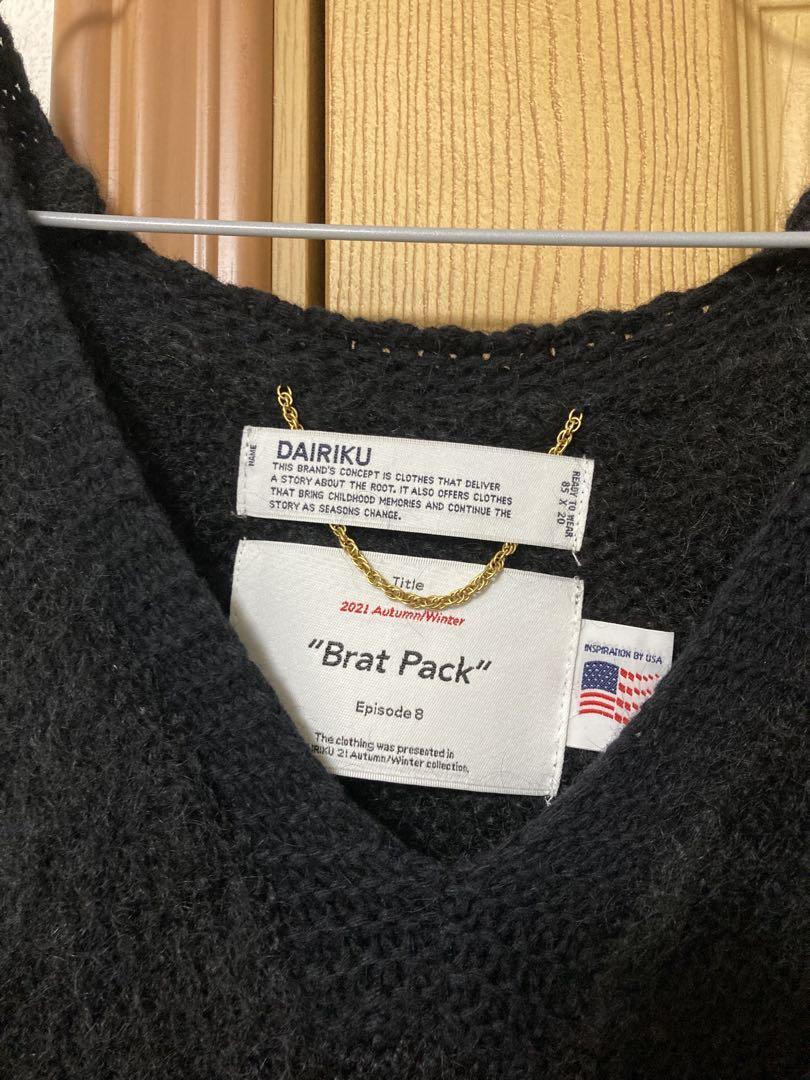 NAME
DAIRIKU
THIS BRAND'S CONCEPT IS CLOTHES THAT DELIVER
A STORY ABOUT THE ROOT. IT ALSO OFFERS CLOTHES
THAT BRING CHILDHOOD MEMORIES AND CONTINUE THE
STORY AS SEASONS CHANGE.
READY TO WEAR
85 X 20
Title
2021 Autumn/Winter
"Brat Pack"
Episode 8
The clothing was presented in
IRIKU 21 Autumn/Winter collection.
INSPIRATION BY USA